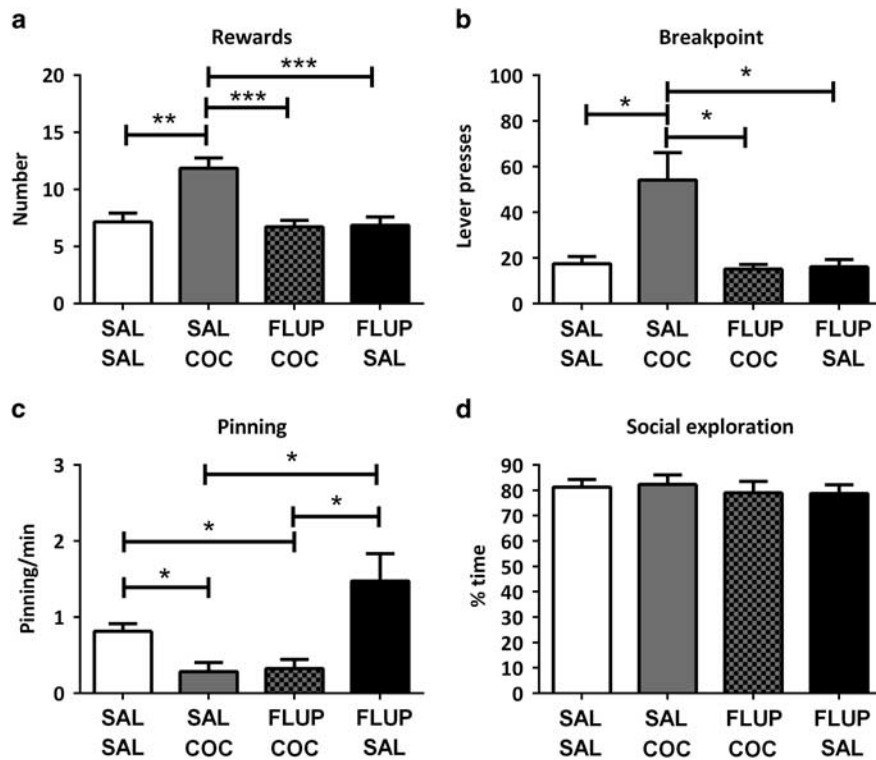 a
Rewards
Number
20
15
10
5
0
**
***
***
SAL SAL FLUP FLUP
SAL COC COC SAL
b
Breakpoint
Lever presses
100
80
60
40
20
0
*
*
*
SAL SAL FLUP FLUP
SAL COC COC SAL
c
Pinning
Pinning/min
3
2
1
0
*
*
*
*
SAL SAL FLUP FLUP
SAL COC COC SAL
d
Social exploration
% time
90
80
70
60
50
40
30
20
10
0
SAL SAL FLUP FLUP
SAL COC COC SAL